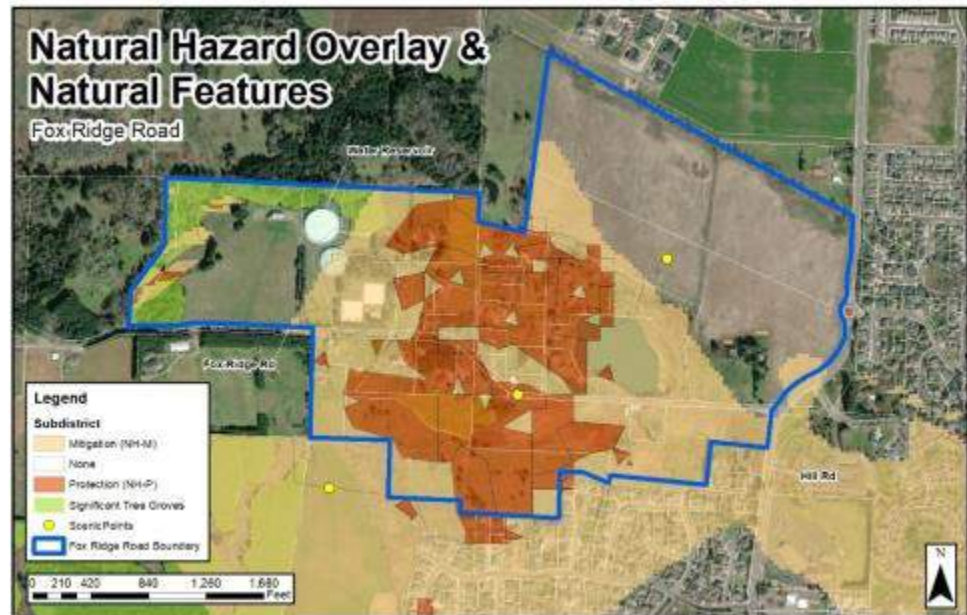 Natural Hazard Overlay &
Natural Features
Fox Ridge Road
Water Reservoir
Fox Ridge Rd
Hill Rd
Legend
Subdistrict
Mitigation (NH-M)
None
Protection (NH-P)
Significant Tree Groves
Scenic Points
Fox Ridge Road Boundary
0 210 420 840 1,260 1,680
Feet
N